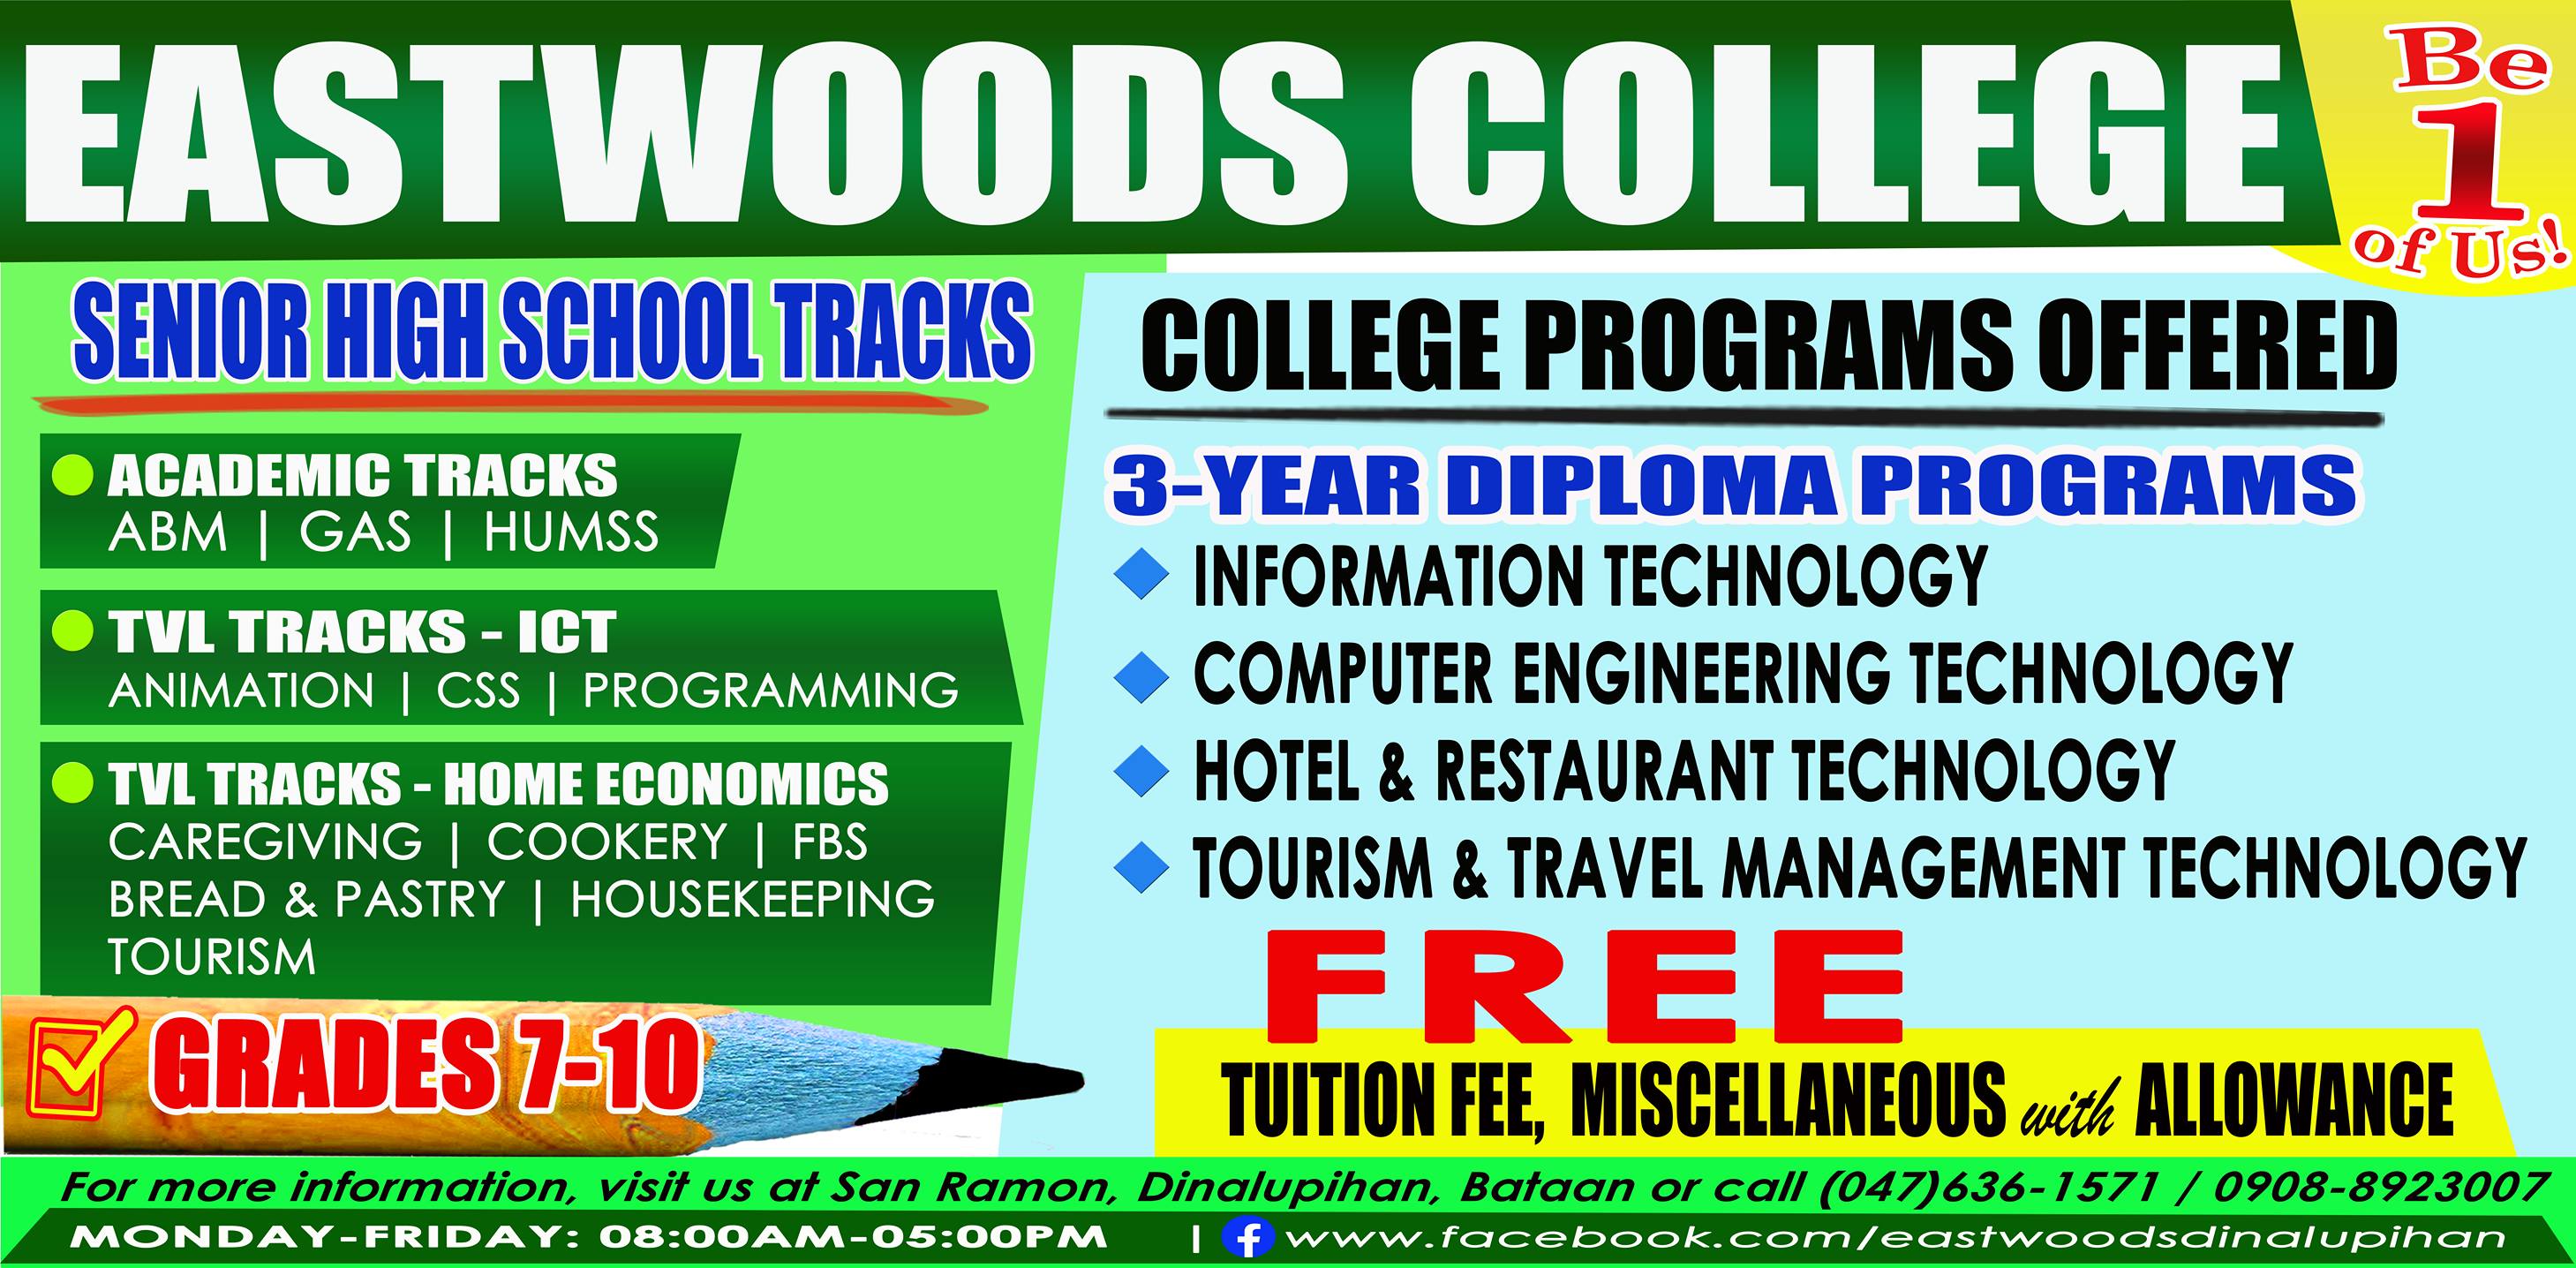 EASTWOODS COLLEGE
Be
1
of Us!
SENIOR HIGH SCHOOL TRACKS
ACADEMIC TRACKS
ABM | GAS | HUMSS
TVL TRACKS - ICT
ANIMATION | CSS | PROGRAMMING
TVL TRACKS - HOME ECONOMICS
CAREGIVING | COOKERY | FBS
BREAD & PASTRY | HOUSEKEEPING
TOURISM
GRADES 7-10
COLLEGE PROGRAMS OFFERED
3-YEAR DIPLOMA PROGRAMS
INFORMATION TECHNOLOGY
COMPUTER ENGINEERING TECHNOLOGY
HOTEL & RESTAURANT TECHNOLOGY
TOURISM & TRAVEL MANAGEMENT TECHNOLOGY
FREE
TUITION FEE, MISCELLANEOUS with ALLOWANCE
For more information, visit us at San Ramon, Dinalupihan, Bataan or call (047)636-1571 / 0908-8923007
MONDAY-FRIDAY: 08:00AM-05:00PM | f www.facebook.com/eastwoodsdinalupihan